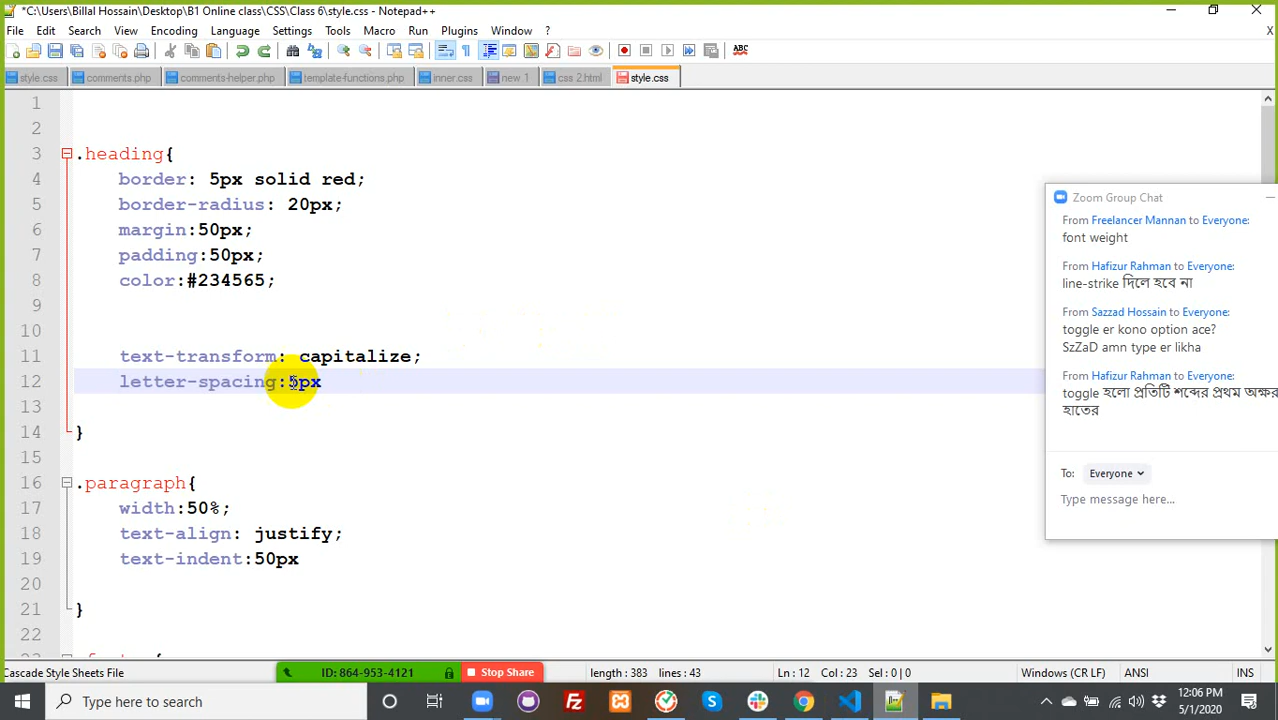 *C:\Users\Billal Hossain\Desktop\B1 Online class\CSS\Class 6\style.css - Notepad++
File Edit Search View Encoding Language Settings Tools Macro Run Plugins Window ? X
style.css comments.php comments-helper.php template-functions.php inner.css new 1 css 2.html style.css
1
2
3 .heading{
4 border: 5px solid red;
5 border-radius: 20px;
6 margin:50px;
7 padding:50px;
8 color:#234565;
9
10
11 text-transform: capitalize;
12 letter-spacing:5px
13
14 }
15
16 .paragraph{
17 width:50%;
18 text-align: justify;
19 text-indent:50px
20
21 }
22
Zoom Group Chat
From Freelancer Mannan to Everyone:
font weight
From Hafizur Rahman to Everyone:
line-strike দিলে হবে না
From Sazzad Hossain to Everyone:
toggle er kono option ace?
SzZaD amn type er likha
From Hafizur Rahman to Everyone:
toggle হলো প্রতিটি শব্দের প্রথম অক্ষর
হাতের
To: Everyone
Type message here...
Cascade Style Sheets File ID: 864-953-4121 Stop Share length : 383 lines : 43 Ln : 12 Col : 23 Sel : 0 | 0 Windows (CR LF) ANSI INS
Type here to search
12:06 PM
5/1/2020